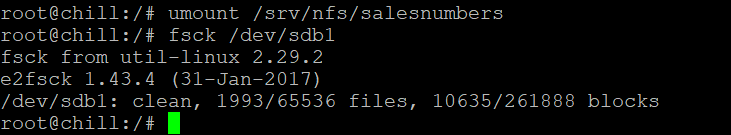 root@chill:/# umount /srv/nfs/salesnumbers
root@chill:/# fsck /dev/sdb1
fsck from util-linux 2.29.2
e2fsck 1.43.4 (31-Jan-2017)
/dev/sdb1: clean, 1993/65536 files, 10635/261888 blocks
root@chill:/#